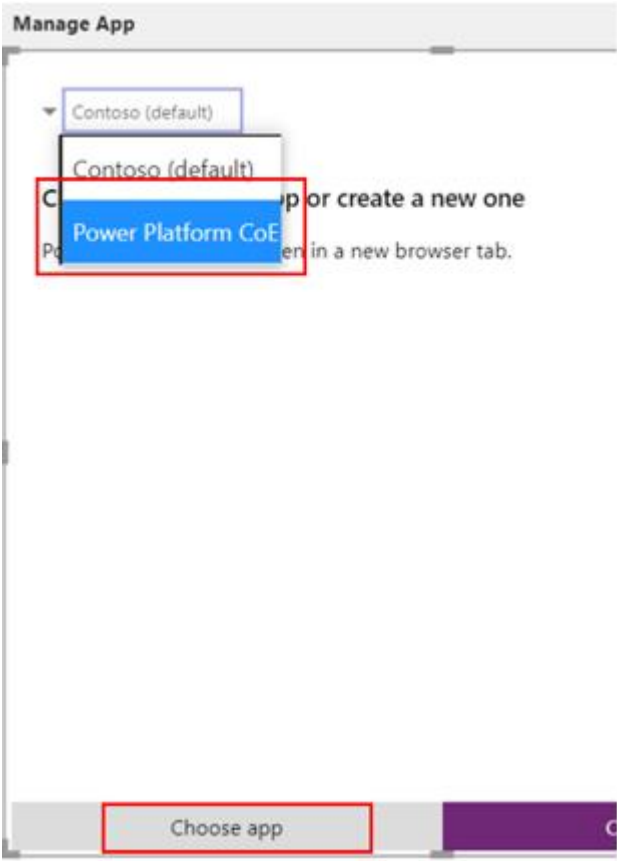 Manage App
Contoso (default)
Contoso (default)
or create a new one
Power Platform CoE
in a new browser tab.
Choose app